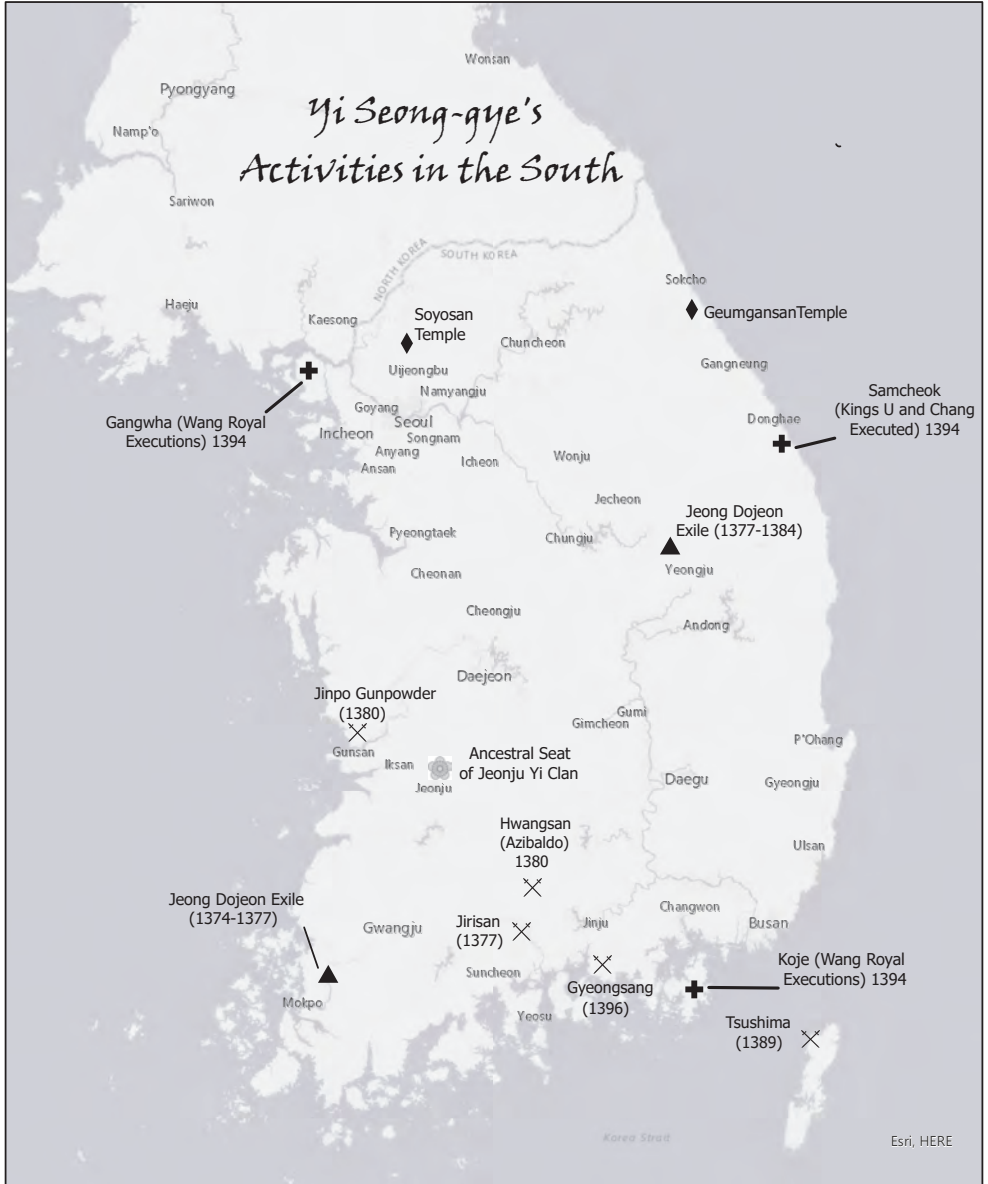 Wonsan
Pyongyang
Yi Seong-gye's
Activities in the South
Namp'o
Sariwon
NORTH KOREA
SOUTH KOREA
Sokcho
Haeju
Kaesong
Soyosan
Temple
GeumgansanTemple
Chuncheon
Uijeongbu
Gangneung
Namyangju
Gangwha (Wang Royal
Executions) 1394
Goyang
Seoul
Incheon
Songnam
Anyang
Ansan
Icheon
Wonju
Samcheok
(Kings U and Chang
Executed) 1394
Donghae
Jecheon
Jeong Dojeon
Exile (1377-1384)
Pyeongtaek
Chungju
Yeongju
Cheonan
Cheongju
Andong
Daejeon
Jinpo Gunpowder
(1380)
Gumi
Gimcheon
Gunsan
Iksan
Jeonju
Ancestral Seat
of Jeonju Yi Clan
P'Ohang
Daegu
Gyeongju
Hwangsan
(Azibaldo)
1380
Ulsan
Jeong Dojeon Exile
(1374-1377)
Gwangju
Jirisan
(1377)
Jinju
Changwon
Busan
Suncheon
Gyeongsang
(1396)
Koje (Wang Royal
Executions) 1394
Mokpo
Yeosu
Tsushima
(1389)
Korea Strait
Esri, HERE